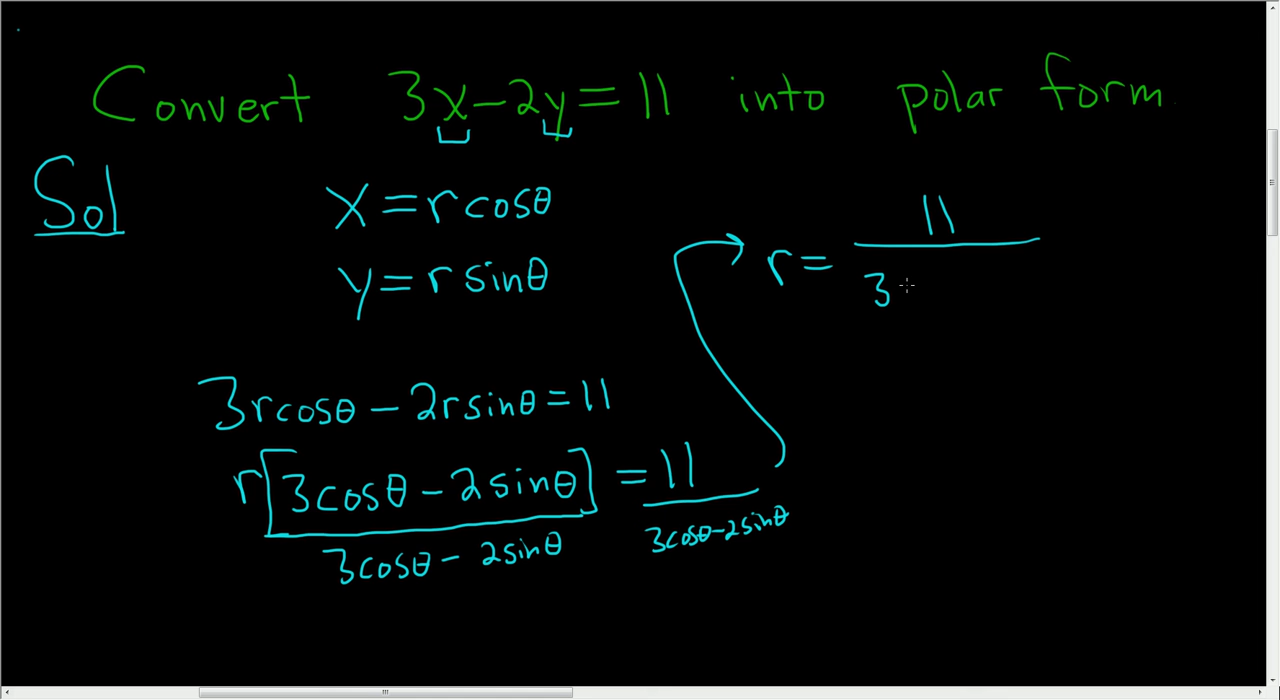 Convert 3x-2y=11 into polar form
Sol
x=rcosθ
y=rsinθ
3rcosθ-2rsinθ=11
r[3cosθ-2sinθ]=11
3cosθ-2sinθ 3cosθ-2sinθ
r=11
3